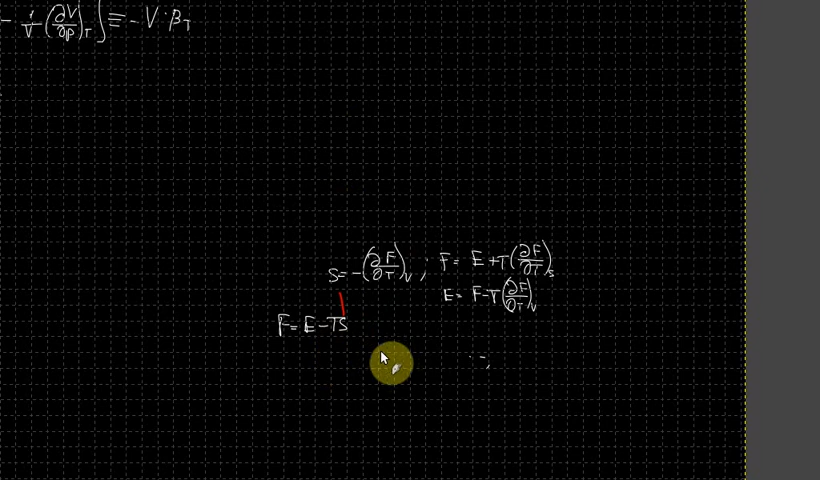 - 1/V (∂V/∂p)_T] ≡ - V · β_T
S = -(∂F/∂T)_V ; F = E + T(∂F/∂T)_S
E = F - T(∂F/∂T)_V
F = E - TS